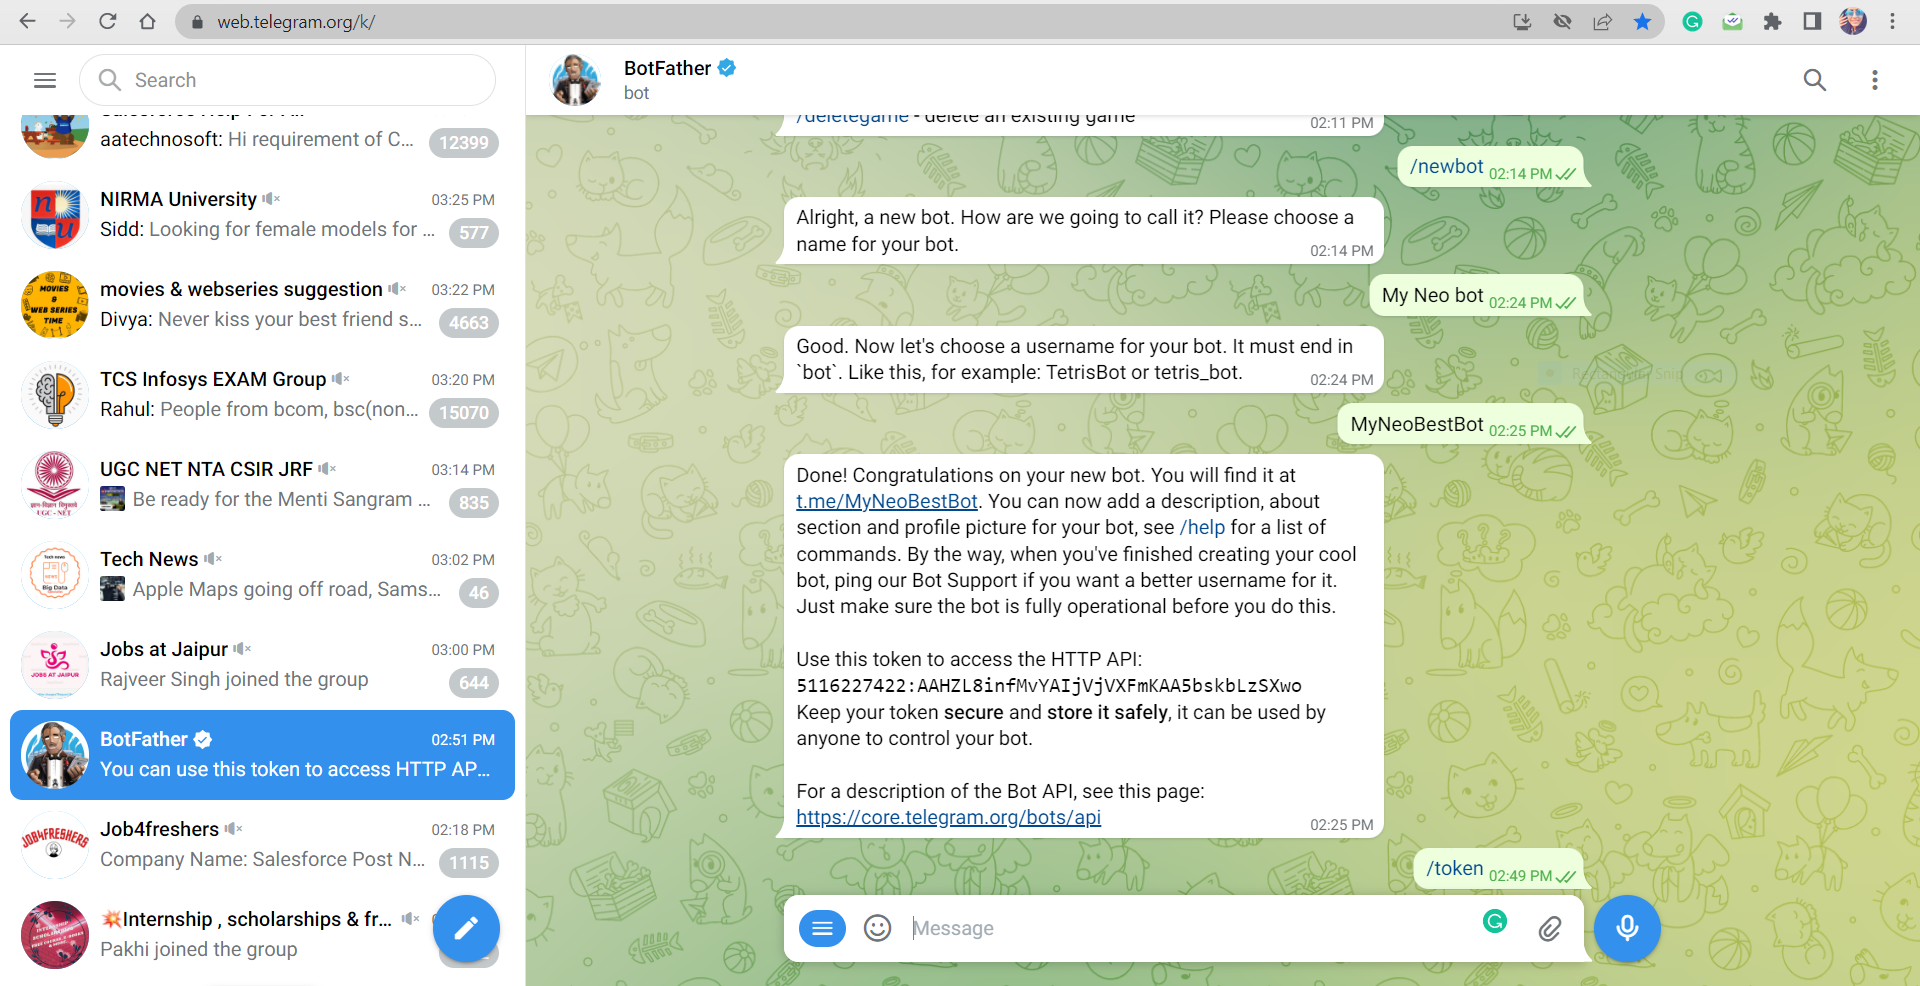 web.telegram.org/k/
Search
aatechnosoft: Hi requirement of C...
12399
NIRMA University
03:25 PM
Sidd: Looking for female models for ...
577
movies & webseries suggestion
03:22 PM
Divya: Never kiss your best friend s...
4663
TCS Infosys EXAM Group
03:20 PM
Rahul: People from bcom, bsc(non...
15070
UGC NET NTA CSIR JRF
03:14 PM
Be ready for the Menti Sangram ...
835
Tech News
03:02 PM
Apple Maps going off road, Sams...
46
Jobs at Jaipur
03:00 PM
Rajveer Singh joined the group
644
BotFather
02:51 PM
You can use this token to access HTTP AP...
Job4freshers
02:18 PM
Company Name: Salesforce Post N...
1115
💥Internship , scholarships & fr...
Pakhi joined the group
BotFather
bot
/deletegame - delete an existing game
02:11 PM
/newbot
02:14 PM
Alright, a new bot. How are we going to call it? Please choose a
name for your bot.
02:14 PM
My Neo bot
02:24 PM
Good. Now let's choose a username for your bot. It must end in
`bot`. Like this, for example: TetrisBot or tetris_bot.
02:24 PM
MyNeoBestBot
02:25 PM
Done! Congratulations on your new bot. You will find it at
t.me/MyNeoBestBot. You can now add a description, about
section and profile picture for your bot, see /help for a list of
commands. By the way, when you've finished creating your cool
bot, ping our Bot Support if you want a better username for it.
Just make sure the bot is fully operational before you do this.
Use this token to access the HTTP API:
5116227422:AAHZL8infMvYAIjVjVXFmKAA5bskbLzSXwo
Keep your token secure and store it safely, it can be used by
anyone to control your bot.
For a description of the Bot API, see this page:
https://core.telegram.org/bots/api
02:25 PM
/token
02:49 PM
Message